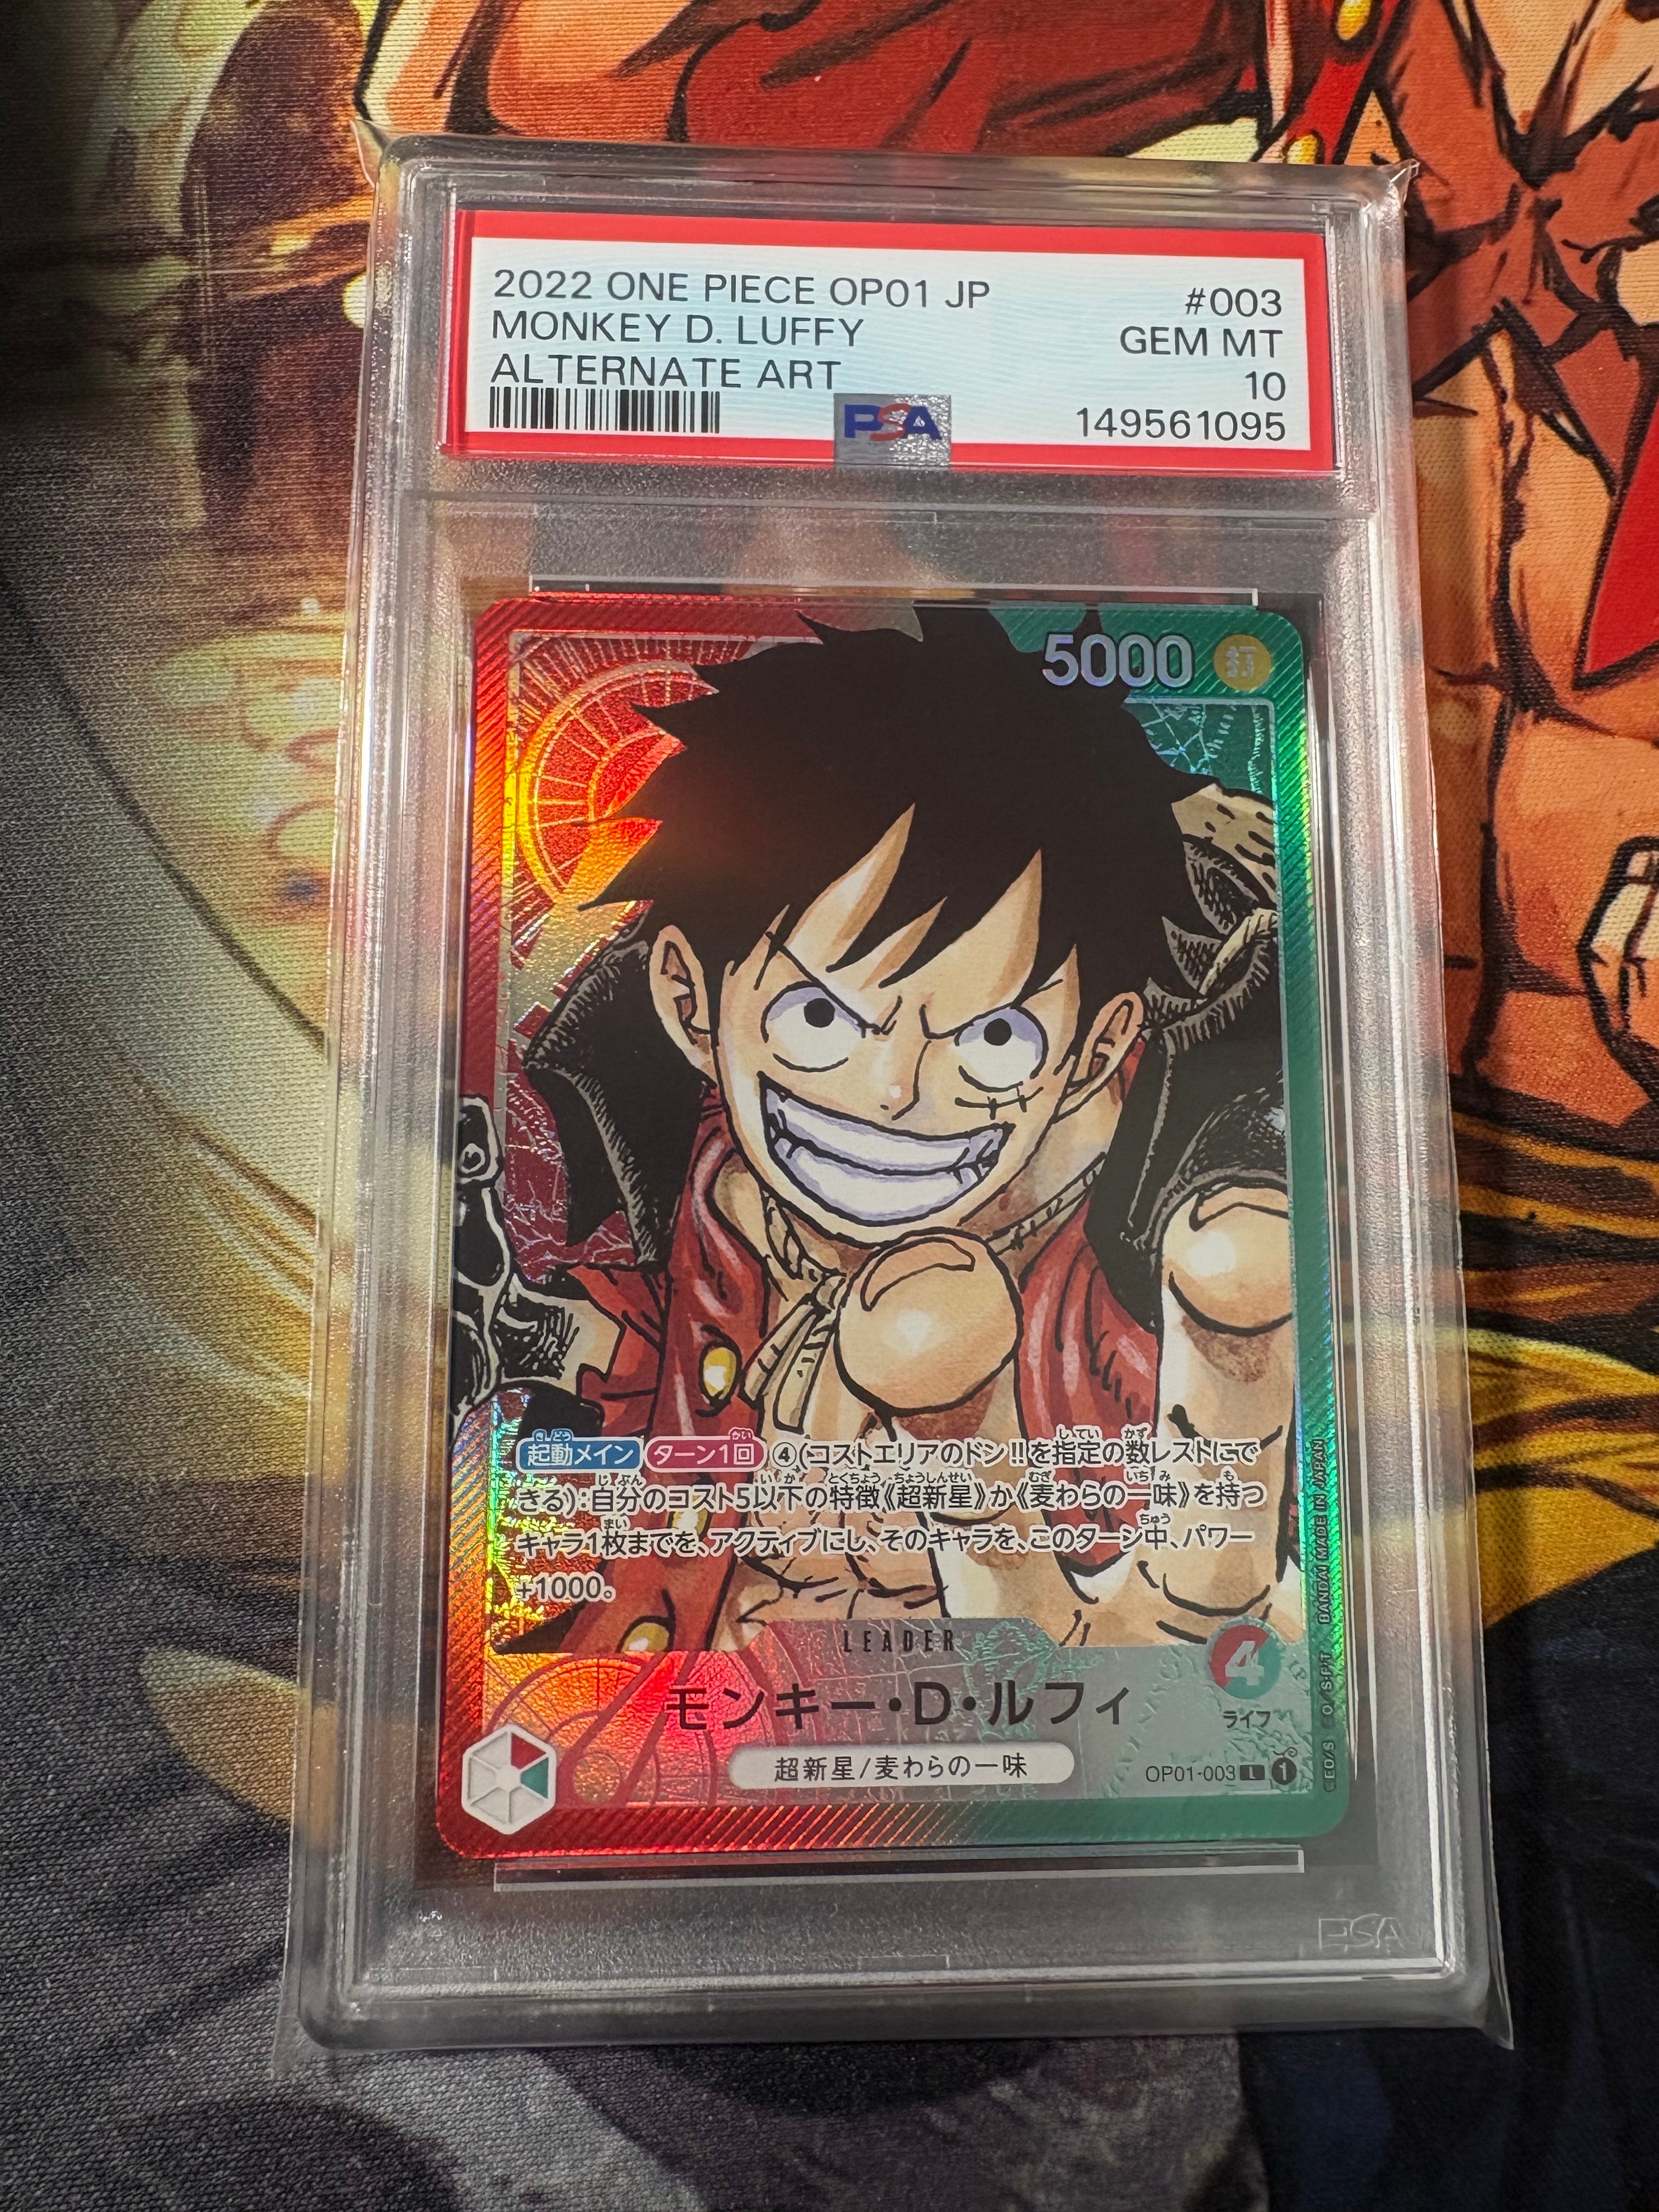 2022 ONE PIECE OP01 JP #003
MONKEY D. LUFFY GEM MT
ALTERNATE ART 10
PSA 149561095
5000 打
起動メイン ターン1回 ④(コストエリアのドン!!を指定の数レストにで
きる):自分のコスト5以下の特徴《超新星》か《麦わらの一味》を持つ
キャラ1枚までを、アクティブにし、そのキャラを、このターン中、パワー
+1000。
LEADER
モンキー・D・ルフィ
4
ライフ
超新星/麦わらの一味
OP01-003 L 1
BANDAI MADE IN JAPAN
PSA